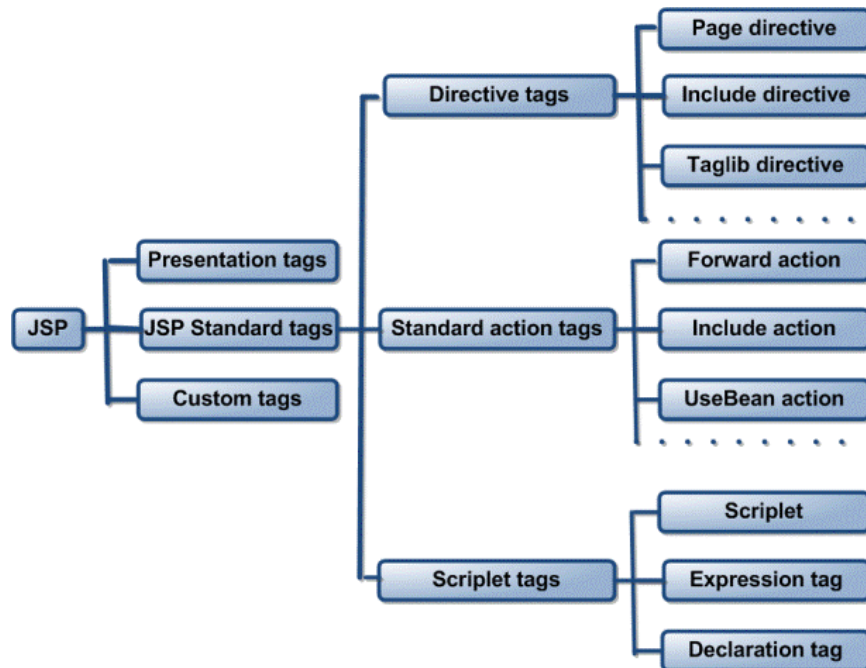 JSP
Presentation tags
JSP Standard tags
Custom tags
Directive tags
Standard action tags
Scriplet tags
Page directive
Include directive
Taglib directive
Forward action
Include action
UseBean action
Scriplet
Expression tag
Declaration tag